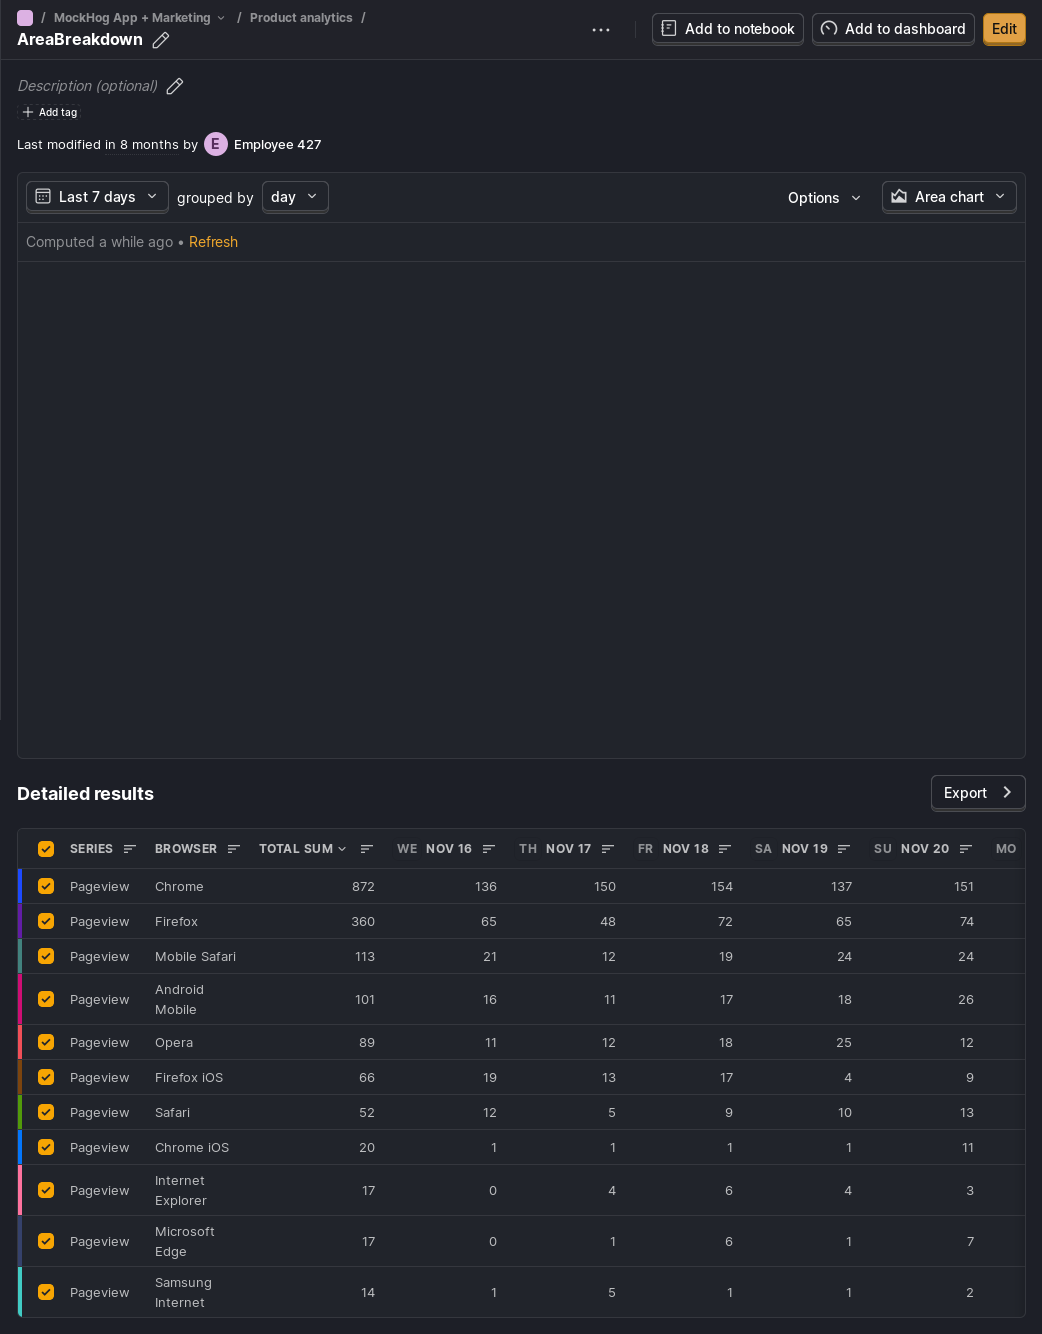 / MockHog App + Marketing / Product analytics /
AreaBreakdown
Add to notebook Add to dashboard Edit
Description (optional)
Add tag
Last modified in 8 months by E Employee 427
Last 7 days grouped by day Options Area chart
Computed a while ago • Refresh
Detailed results
Export
SERIES BROWSER TOTAL SUM WE NOV 16 TH NOV 17 FR NOV 18 SA NOV 19 SU NOV 20 MO
Pageview Chrome 872 136 150 154 137 151
Pageview Firefox 360 65 48 72 65 74
Pageview Mobile Safari 113 21 12 19 24 24
Pageview Android Mobile 101 16 11 17 18 26
Pageview Opera 89 11 12 18 25 12
Pageview Firefox iOS 66 19 13 17 4 9
Pageview Safari 52 12 5 9 10 13
Pageview Chrome iOS 20 1 1 1 1 11
Pageview Internet Explorer 17 0 4 6 4 3
Pageview Microsoft Edge 17 0 1 6 1 7
Pageview Samsung Internet 14 1 5 1 1 2